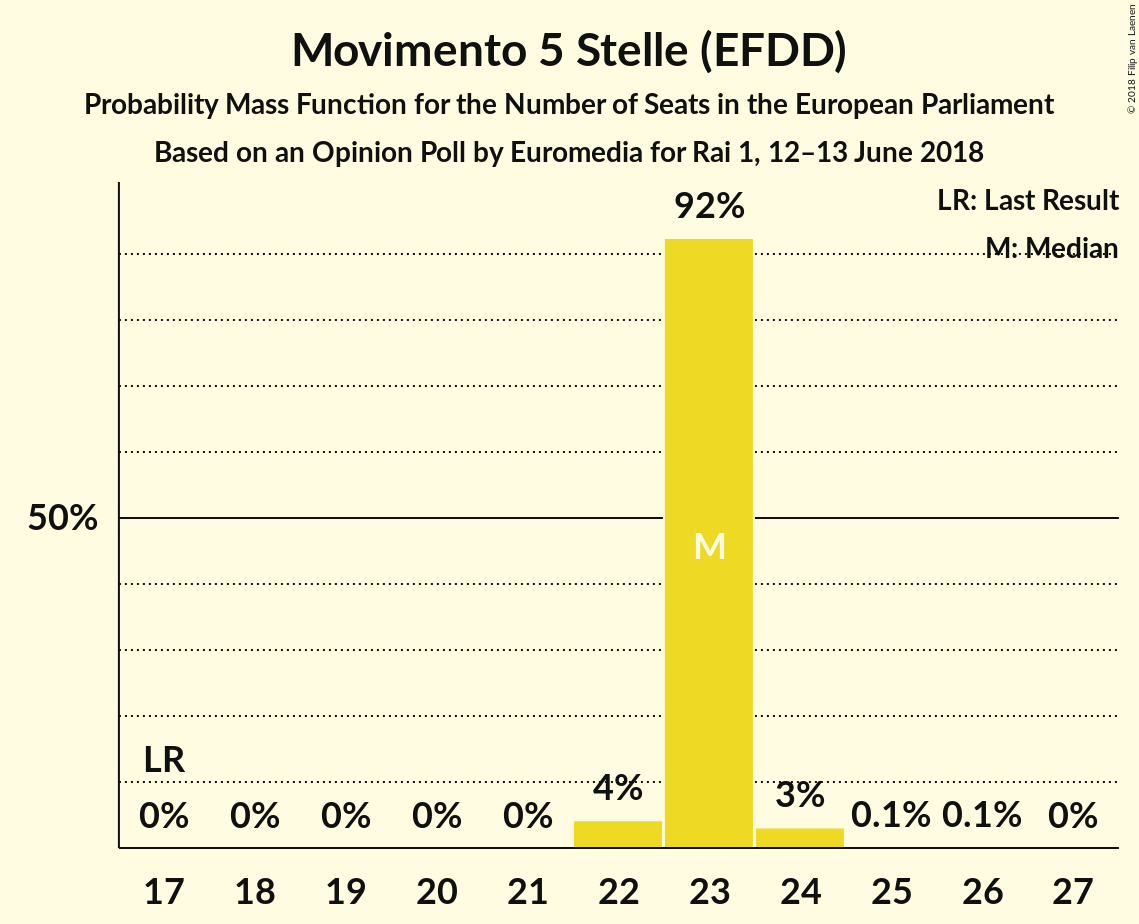 Movimento 5 Stelle (EFDD)
Probability Mass Function for the Number of Seats in the European Parliament
Based on an Opinion Poll by Euromedia for Rai 1, 12–13 June 2018
© 2018 Filip van Laenen
LR: Last Result
M: Median
92%
50%
M
LR
0% 0% 0% 0% 0% 4% 3% 0.1% 0.1% 0%
17 18 19 20 21 22 23 24 25 26 27